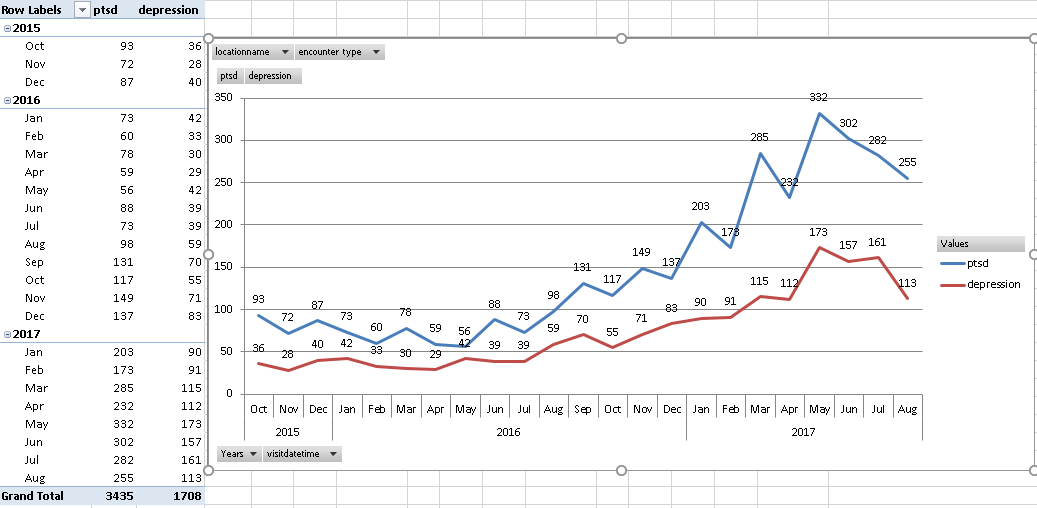 Row Labels ptsd depression
2015
Oct 93 36
Nov 72 28
Dec 87 40
2016
Jan 73 42
Feb 60 33
Mar 78 30
Apr 59 29
May 56 42
Jun 88 39
Jul 73 39
Aug 98 59
Sep 131 70
Oct 117 55
Nov 149 71
Dec 137 83
2017
Jan 203 90
Feb 173 91
Mar 285 115
Apr 232 112
May 332 173
Jun 302 157
Jul 282 161
Aug 255 113
Grand Total 3435 1708
locationname encounter type
ptsd depression
350
300
250
200
150
100
50
0
93 72 87 73 60 78 59 56 88 73 98 131 117 149 137 203 173 285 232 332 302 282 255
36 28 40 42 33 30 29 42 39 39 59 70 55 71 83 90 91 115 112 173 157 161 113
Oct Nov Dec Jan Feb Mar Apr May Jun Jul Aug Sep Oct Nov Dec Jan Feb Mar Apr May Jun Jul Aug
2015 2016 2017
Values
ptsd
depression
Years visitdatetime